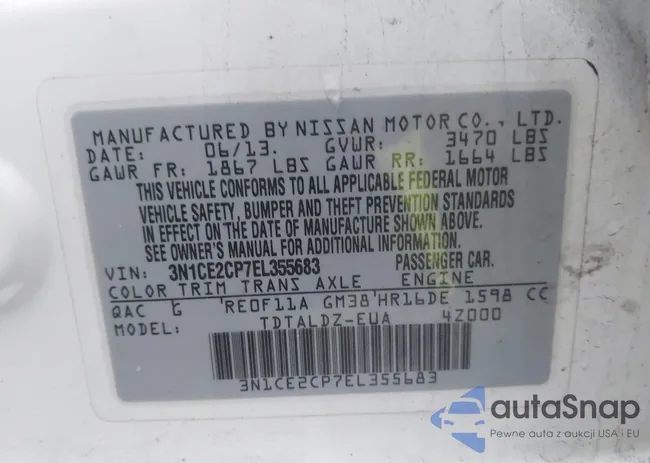 MANUFACTURED BY NISSAN MOTOR CO., LTD.
DATE: 06/13. GVWR: 3470 LBS
GAWR FR: 1867 LBS GAWR RR: 1664 LBS
THIS VEHICLE CONFORMS TO ALL APPLICABLE FEDERAL MOTOR
VEHICLE SAFETY, BUMPER AND THEFT PREVENTION STANDARDS
IN EFFECT ON THE DATE OF MANUFACTURE SHOWN ABOVE.
SEE OWNER'S MANUAL FOR ADDITIONAL INFORMATION.
VIN: 3N1CE2CP7EL355683 PASSENGER CAR.
COLOR TRIM TRANS AXLE ENGINE
QAC G RE0F11A GM38 HR16DE 1598 CC
MODEL: TDTALDZ-EUA 4Z000
3N1CE2CP7EL355683
autaSnap
Pewne auta z aukcji USA i EU